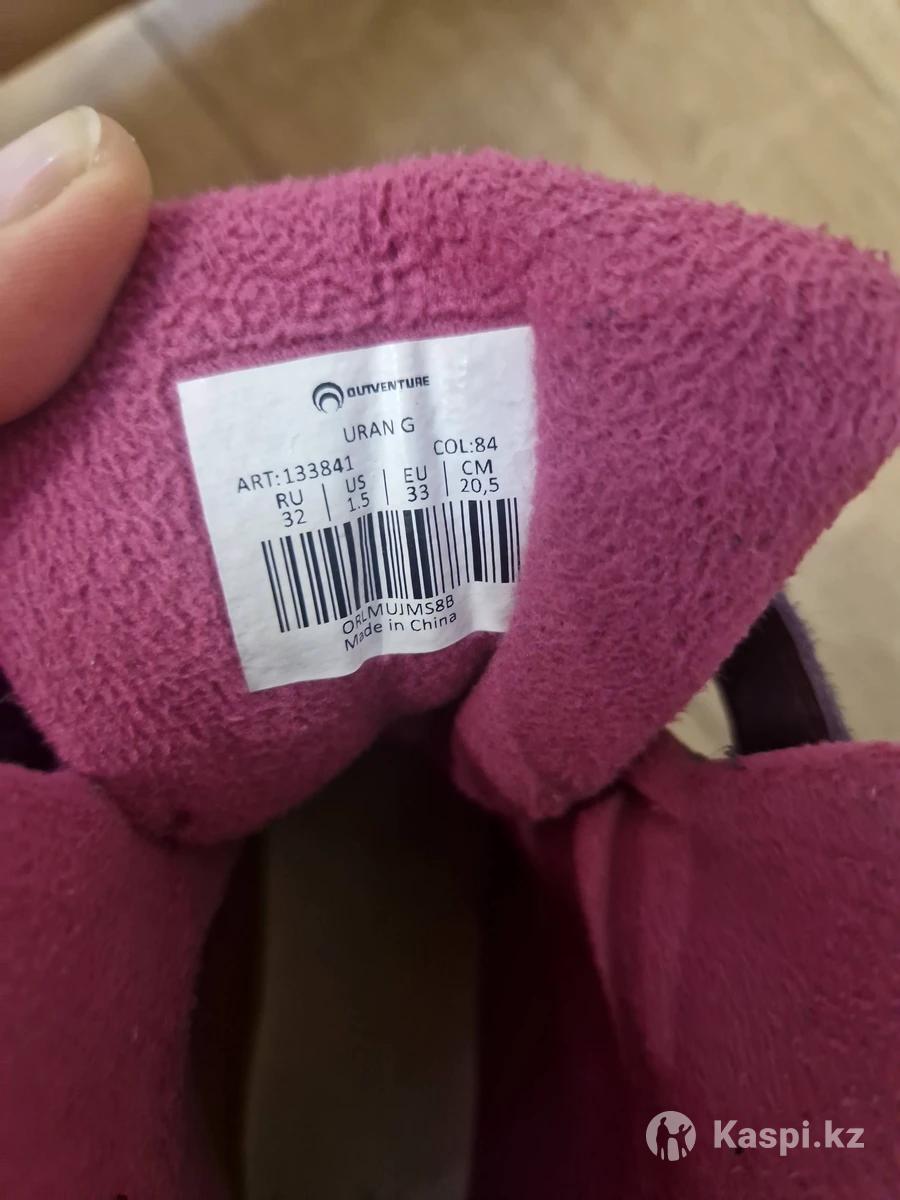 OUTVENTURE
URAN G
ART:133841 COL:84
RU | US | EU | CM
32 | 1.5 | 33 | 20,5
ORLMUJMS8B
Made in China
Kaspi.kz